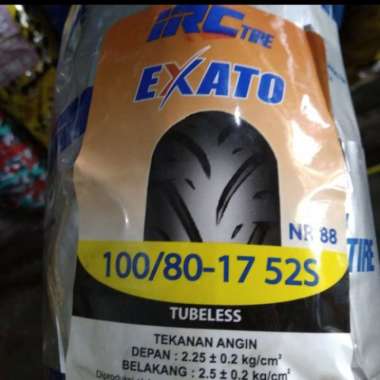 IRC TIRE
EXATO
NR 88
100/80-17 52S
TUBELESS
TEKANAN ANGIN
DEPAN : 2.25 ± 0.2 kg/cm²
BELAKANG : 2.5 ± 0.2 kg/cm²
TIRE